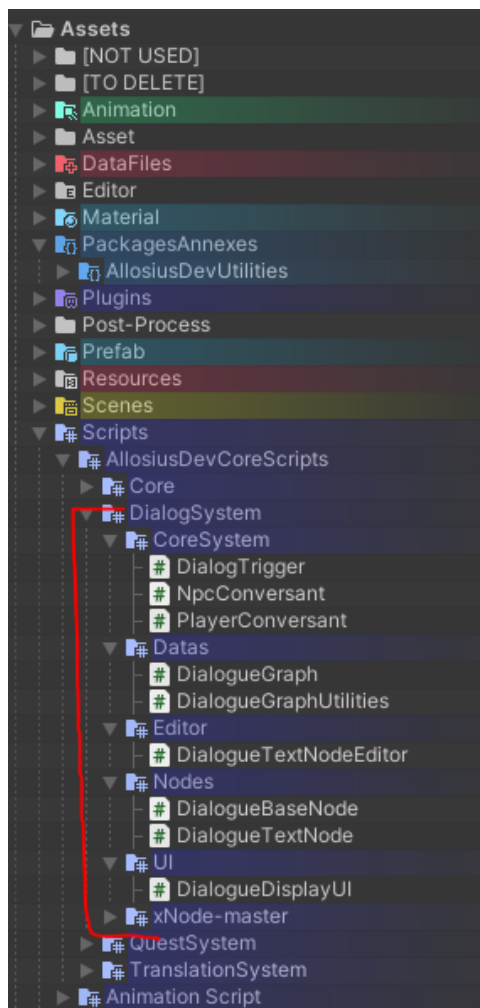 Assets
[NOT USED]
[TO DELETE]
Animation
Asset
DataFiles
Editor
Material
PackagesAnnexes
AllosiusDevUtilities
Plugins
Post-Process
Prefab
Resources
Scenes
Scripts
AllosiusDevCoreScripts
Core
DialogSystem
CoreSystem
DialogTrigger
NpcConversant
PlayerConversant
Datas
DialogueGraph
DialogueGraphUtilities
Editor
DialogueTextNodeEditor
Nodes
DialogueBaseNode
DialogueTextNode
UI
DialogueDisplayUI
xNode-master
QuestSystem
TranslationSystem
Animation Script